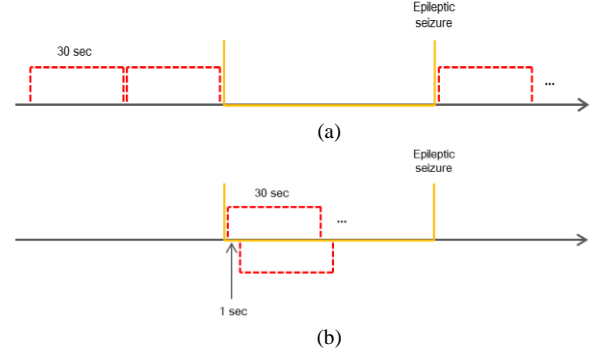 Epileptic
seizure
30 sec
...
(a)
Epileptic
seizure
30 sec
...
1 sec
(b)